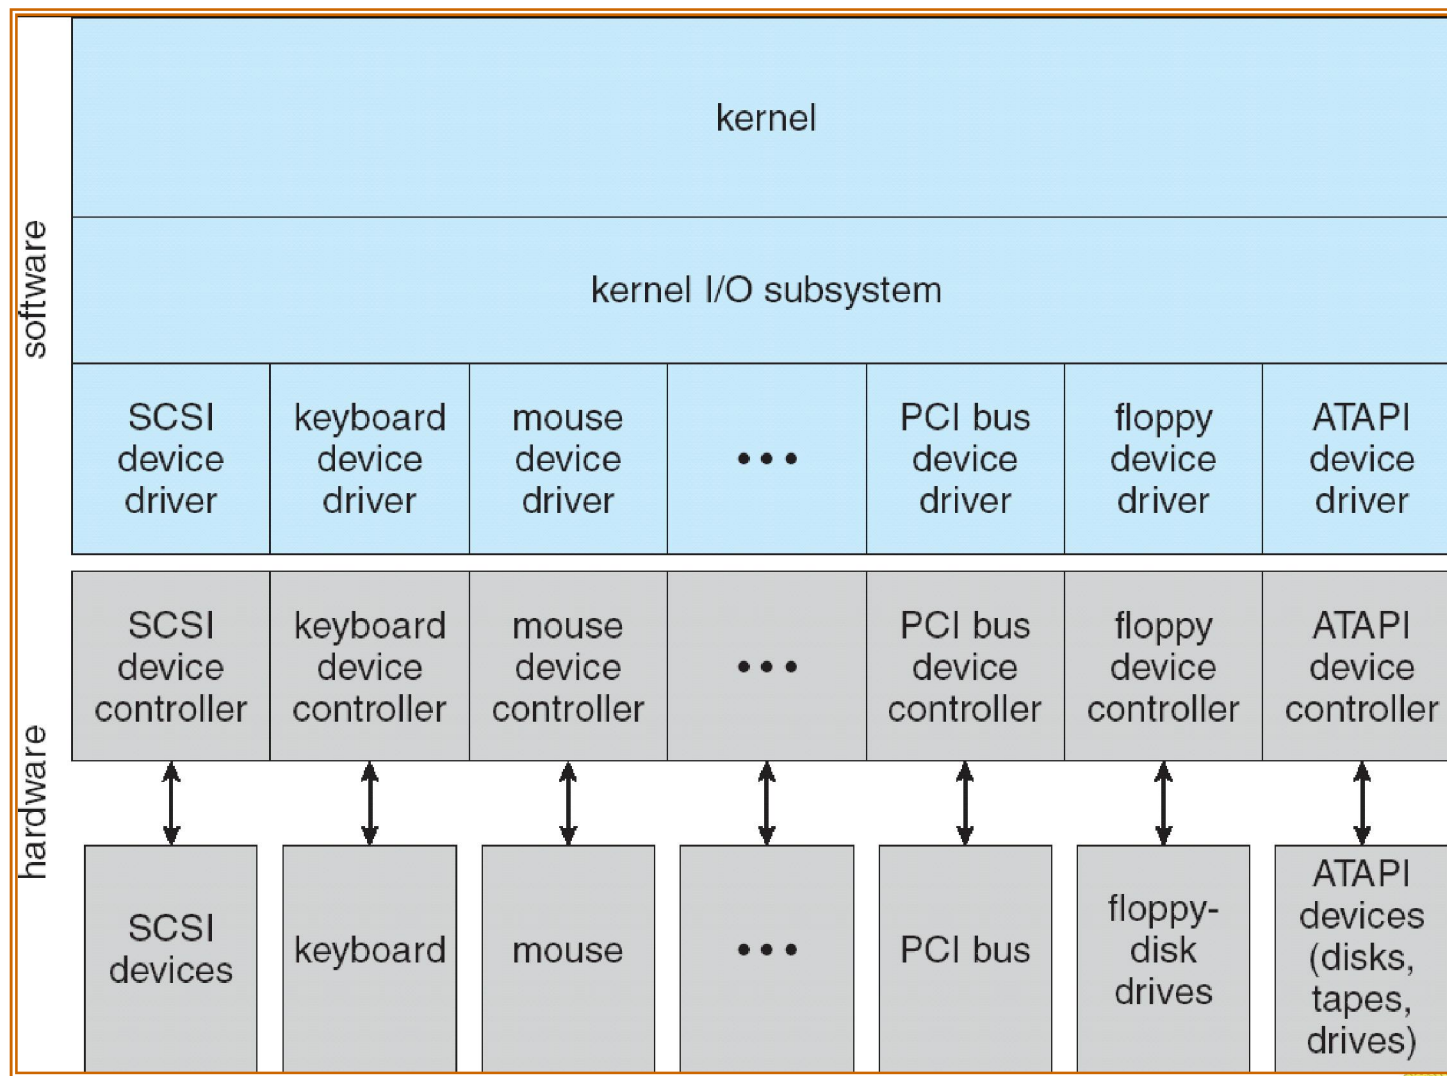 software
kernel
kernel I/O subsystem
SCSI
device
driver
keyboard
device
driver
mouse
device
driver
•••
PCI bus
device
driver
floppy
device
driver
ATAPI
device
driver
hardware
SCSI
device
controller
keyboard
device
controller
mouse
device
controller
•••
PCI bus
device
controller
floppy
device
controller
ATAPI
device
controller
SCSI
devices
keyboard
mouse
•••
PCI bus
floppy-
disk
drives
ATAPI
devices
(disks,
tapes,
drives)